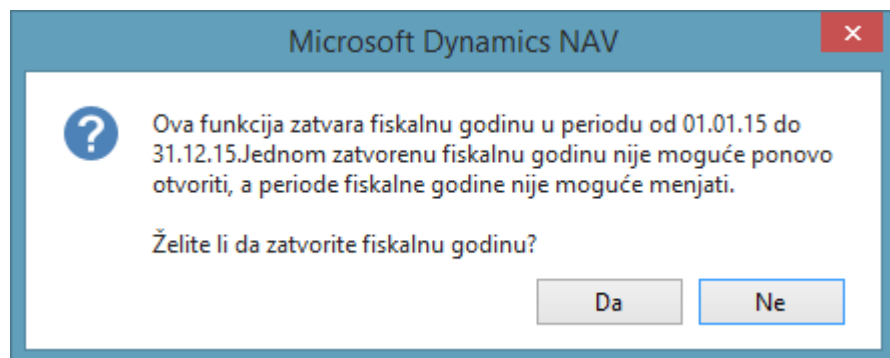 Microsoft Dynamics NAV
Ova funkcija zatvara fiskalnu godinu u periodu od 01.01.15 do
31.12.15.Jednom zatvorenu fiskalnu godinu nije moguće ponovo
otvoriti, a periode fiskalne godine nije moguće menjati.
Želite li da zatvorite fiskalnu godinu?
Da
Ne